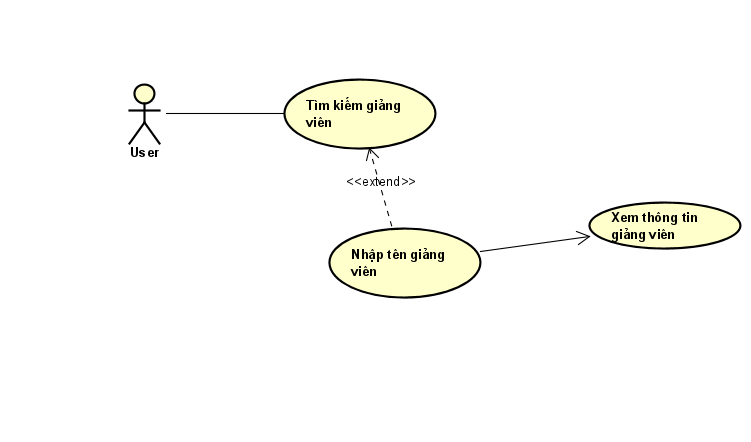 Tìm kiếm giảng
viên
User
<<extend>>
Xem thông tin
giảng viên
Nhập tên giảng
viên